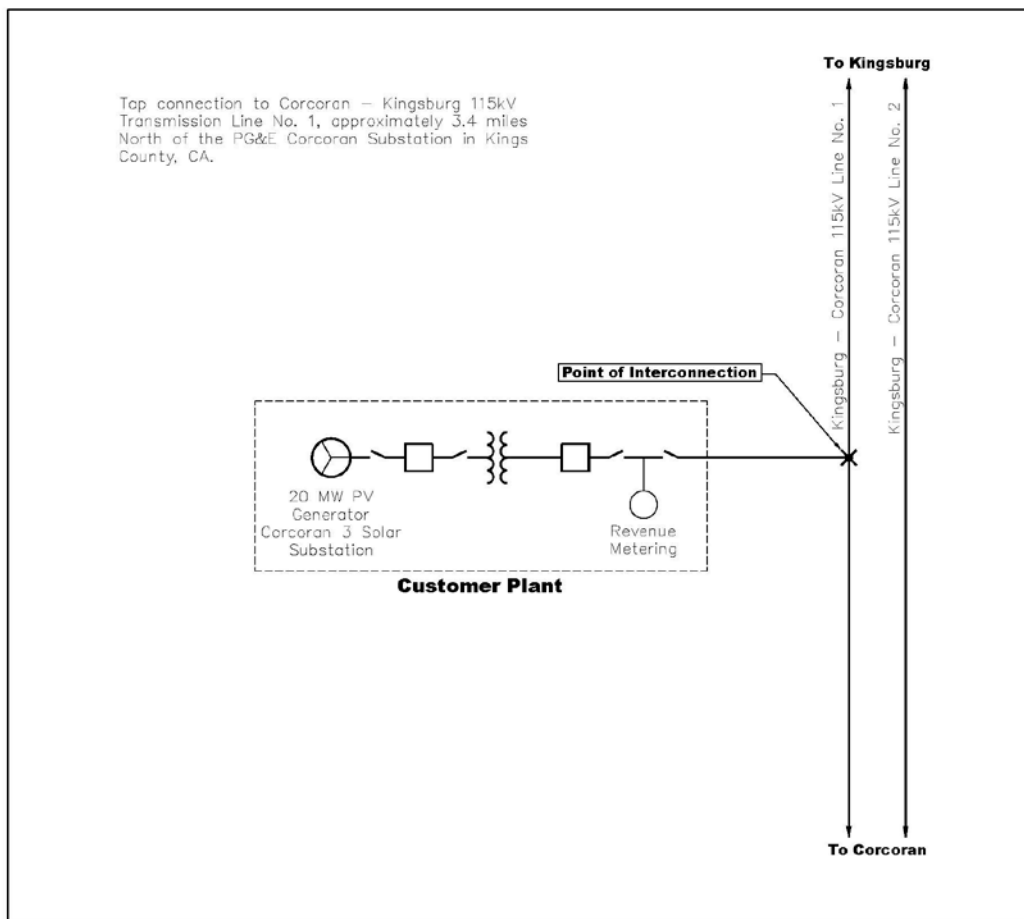 To Kingsburg
Tap connection to Corcoran – Kingsburg 115kV
Transmission Line No. 1, approximately 3.4 miles
North of the PG&E Corcoran Substation in Kings
County, CA.
Kingsburg – Corcoran 115kV Line No. 1
Kingsburg – Corcoran 115kV Line No. 2
Point of Interconnection
20 MW PV
Generator
Corcoran 3 Solar
Substation
Revenue
Metering
Customer Plant
To Corcoran